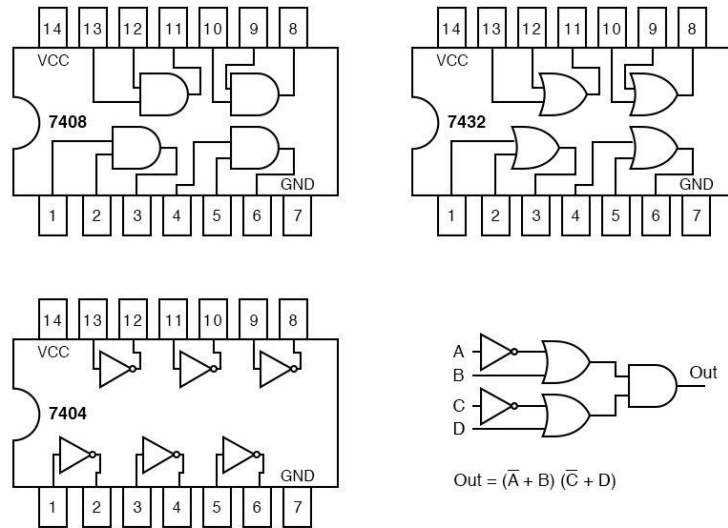 14 13 12 11 10 9 8
VCC
7408
GND
1 2 3 4 5 6 7
14 13 12 11 10 9 8
VCC
7432
GND
1 2 3 4 5 6 7
14 13 12 11 10 9 8
VCC
7404
GND
1 2 3 4 5 6 7
A
B
C
D
Out
Out = (A̅ + B) (C̅ + D)